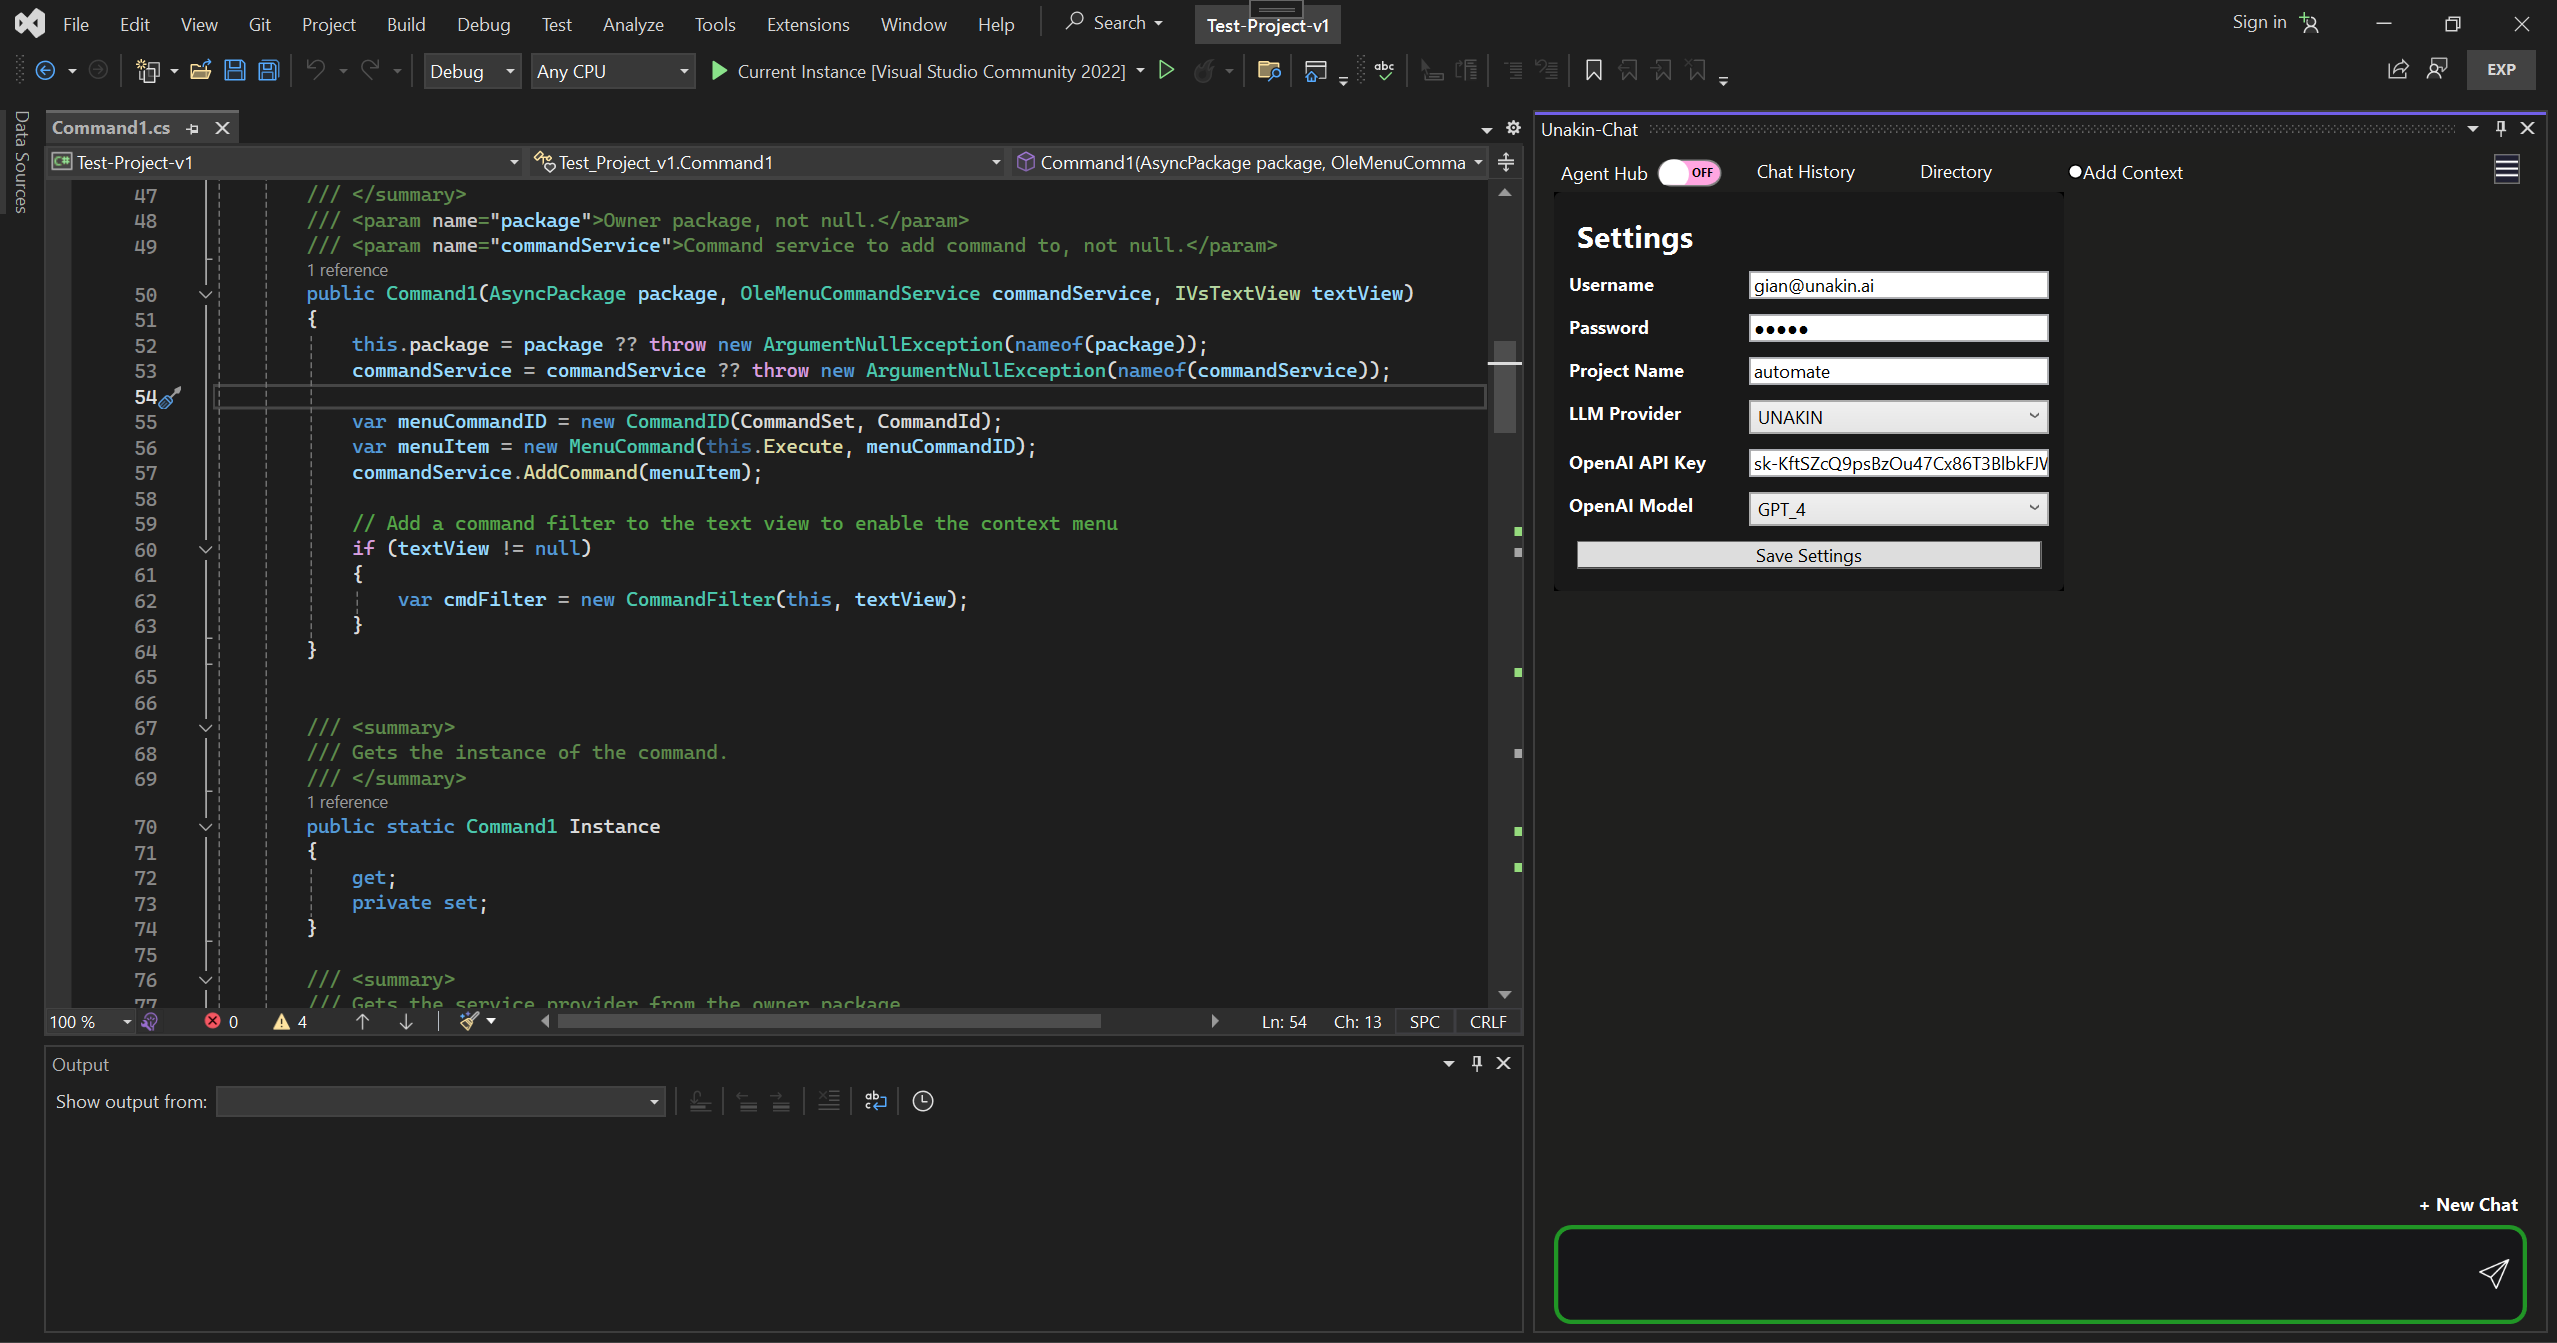 File Edit View Git Project Build Debug Test Analyze Tools Extensions Window Help Search Test-Project-v1 Sign in
Debug Any CPU Current Instance [Visual Studio Community 2022] abc EXP
Data Sources
Command1.cs
Test-Project-v1 Test_Project_v1.Command1 Command1(AsyncPackage package, OleMenuComma
47 /// </summary>
48 /// <param name="package">Owner package, not null.</param>
49 /// <param name="commandService">Command service to add command to, not null.</param>
1 reference
50 public Command1(AsyncPackage package, OleMenuCommandService commandService, IVsTextView textView)
51 {
52 this.package = package ?? throw new ArgumentNullException(nameof(package));
53 commandService = commandService ?? throw new ArgumentNullException(nameof(commandService));
54
55 var menuCommandID = new CommandID(CommandSet, CommandId);
56 var menuItem = new MenuCommand(this.Execute, menuCommandID);
57 commandService.AddCommand(menuItem);
58
59 // Add a command filter to the text view to enable the context menu
60 if (textView != null)
61 {
62 var cmdFilter = new CommandFilter(this, textView);
63 }
64 }
65
66
67 /// <summary>
68 /// Gets the instance of the command.
69 /// </summary>
1 reference
70 public static Command1 Instance
71 {
72 get;
73 private set;
74 }
75
76 /// <summary>
77 /// Gets the service provider from the owner package
100 % 0 4 Ln: 54 Ch: 13 SPC CRLF
Output
Show output from:
Unakin-Chat
Agent Hub OFF Chat History Directory Add Context
Settings
Username gian@unakin.ai
Password •••••
Project Name automate
LLM Provider UNAKIN
OpenAI API Key sk-KftSZcQ9psBzOu47Cx86T3BlbkFJV
OpenAI Model GPT_4
Save Settings
+ New Chat